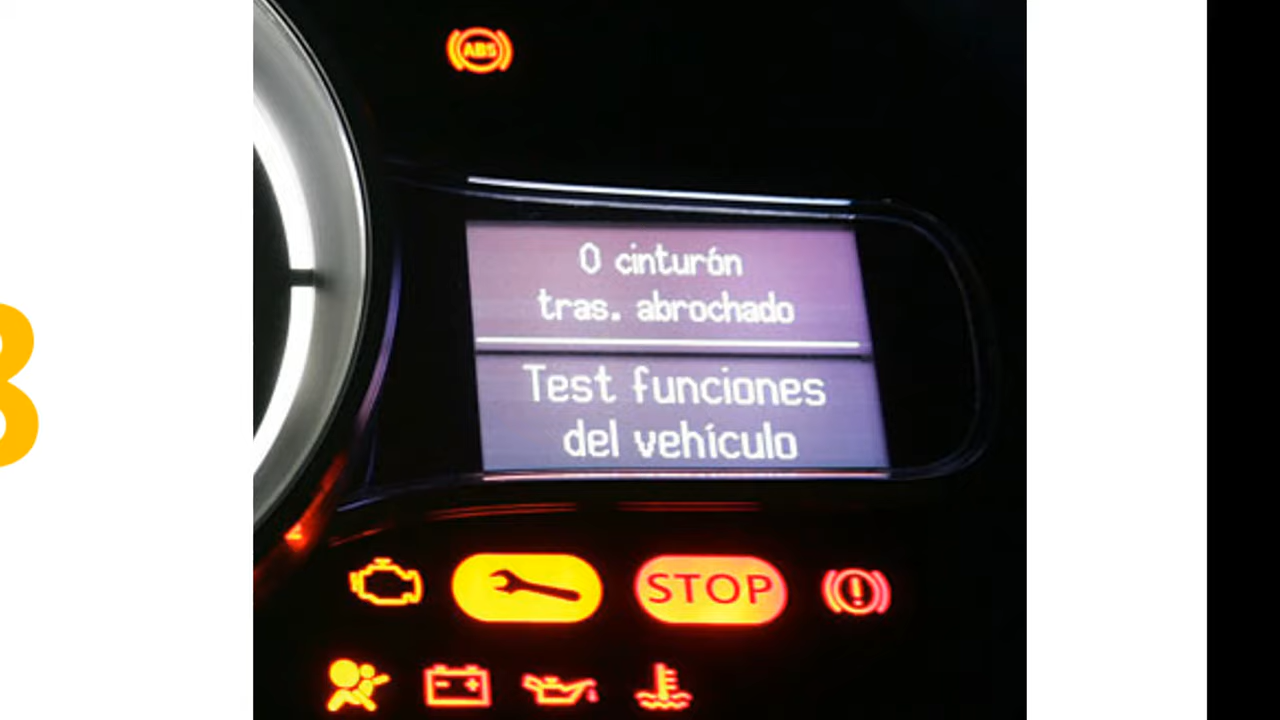 ABS
0 cinturón
tras. abrochado
Test funciones
del vehículo
STOP